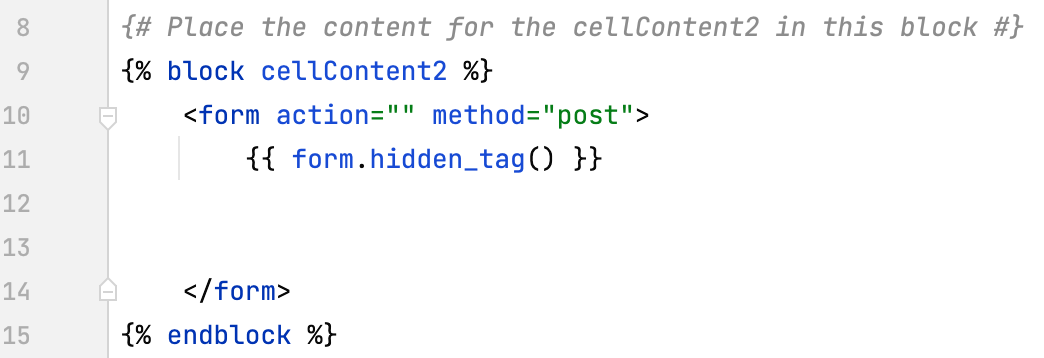 8 {# Place the content for the cellContent2 in this block #}
9 {% block cellContent2 %}
10 <form action="" method="post">
11 {{ form.hidden_tag() }}
12
13
14 </form>
15 {% endblock %}